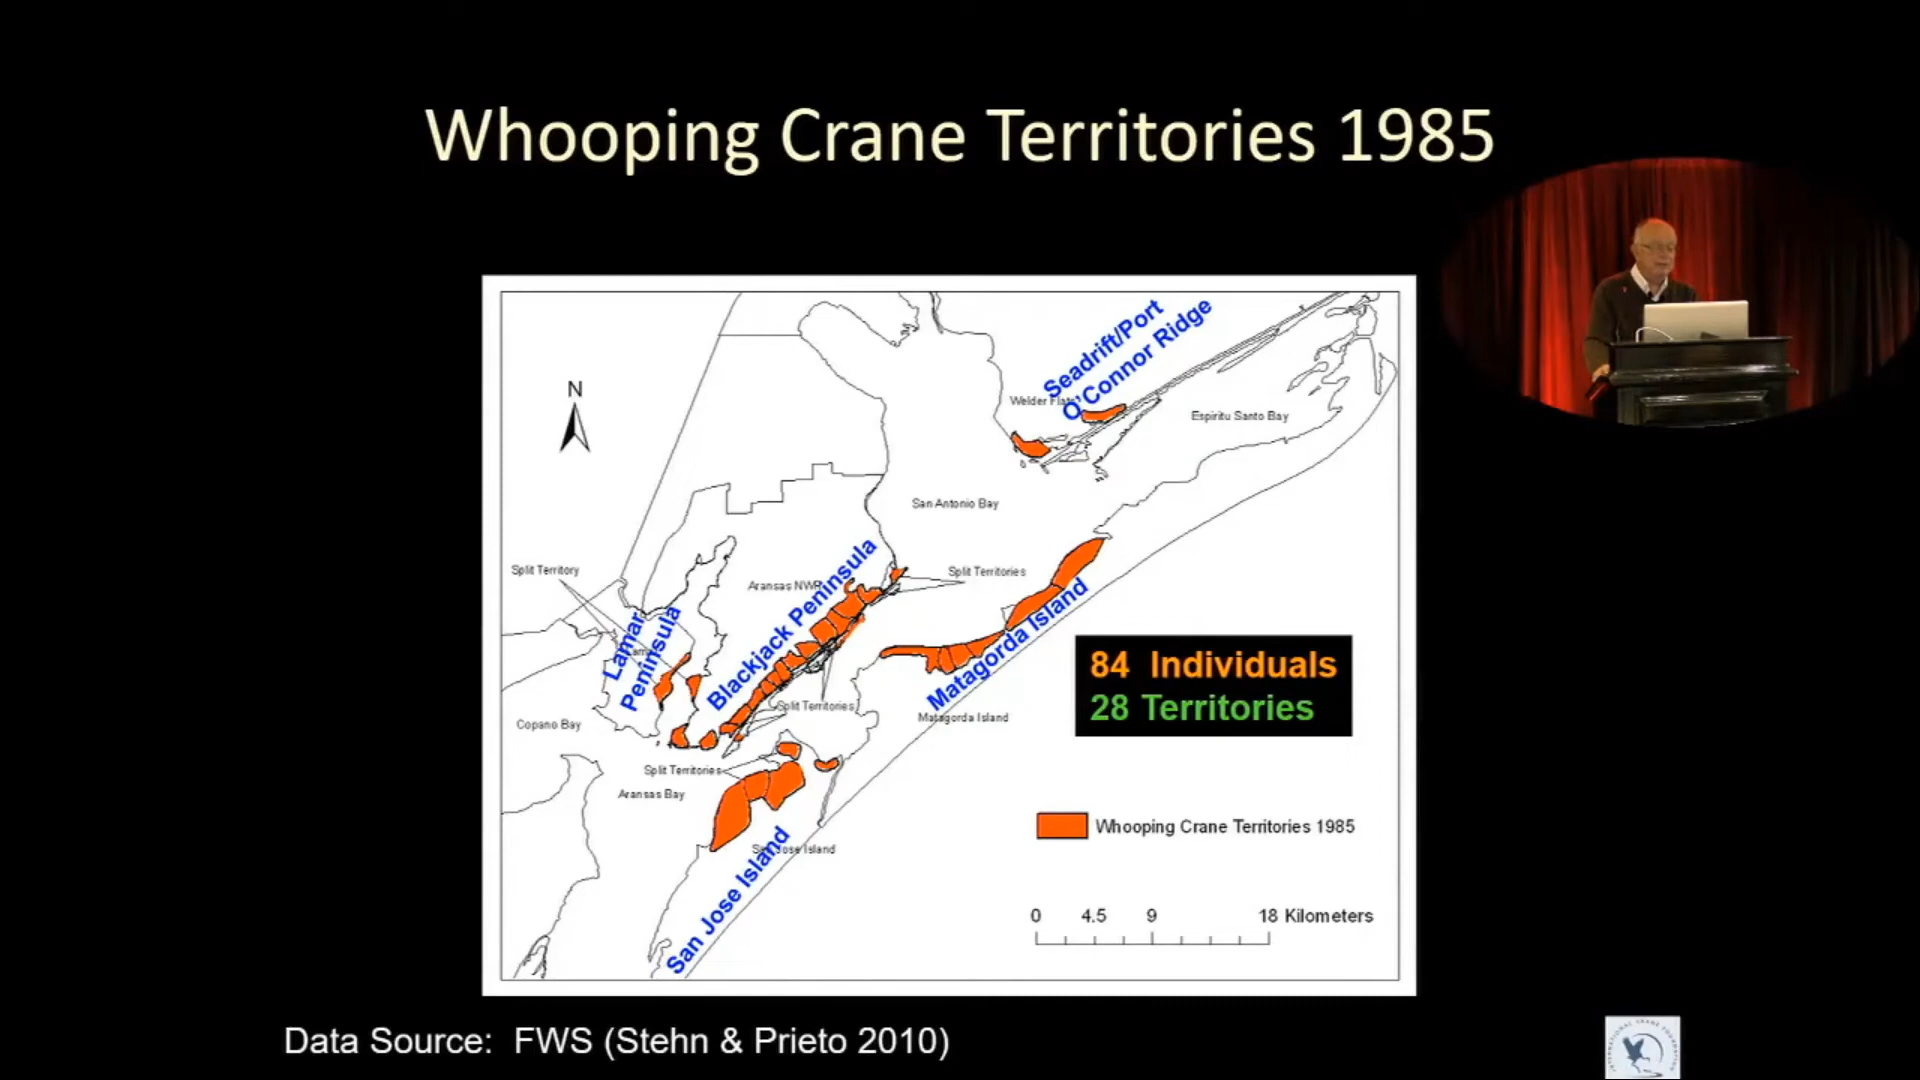 Whooping Crane Territories 1985
Seadrift/Port
O'Connor Ridge
N
Welder Flats
Espiritu Santo Bay
San Antonio Bay
Split Territory
Aransas NWR
Split Territories
Lamar
Peninsula
Blackjack Peninsula
Matagorda Island
84 Individuals
28 Territories
Copano Bay
Split Territories
Matagorda Island
Split Territories
Aransas Bay
Whooping Crane Territories 1985
San Jose Island
San Jose Island
0 4.5 9 18 Kilometers
Data Source: FWS (Stehn & Prieto 2010)
INTERNATIONAL CRANE FOUNDATION